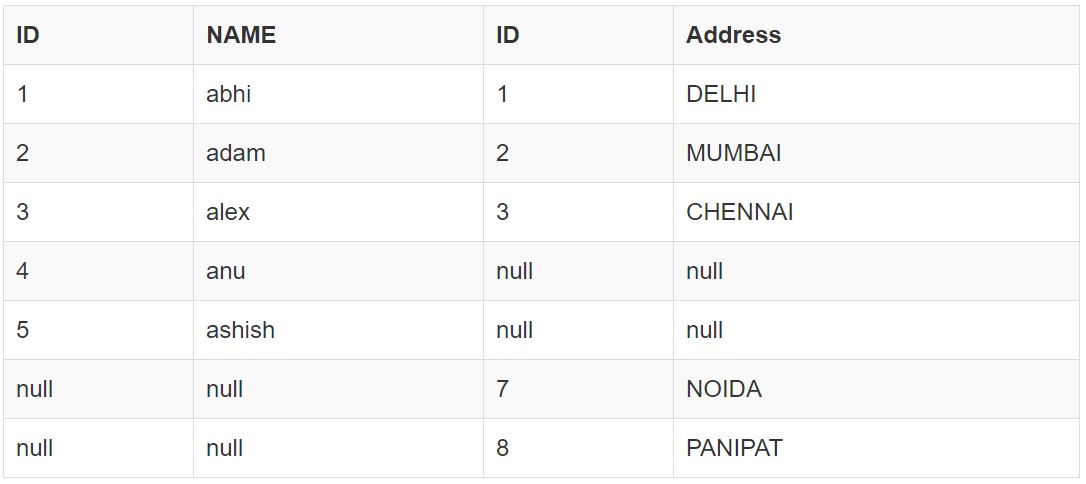 ID NAME ID Address
1 abhi 1 DELHI
2 adam 2 MUMBAI
3 alex 3 CHENNAI
4 anu null null
5 ashish null null
null null 7 NOIDA
null null 8 PANIPAT